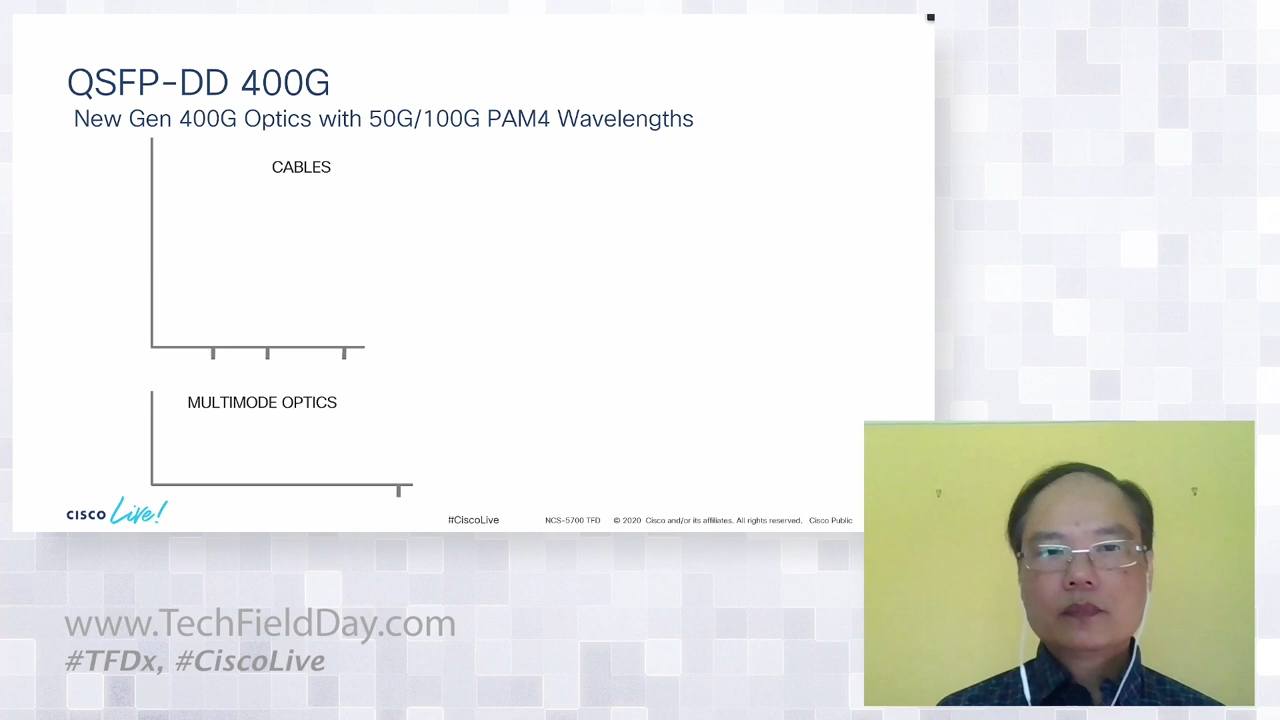 QSFP-DD 400G
New Gen 400G Optics with 50G/100G PAM4 Wavelengths
CABLES
MULTIMODE OPTICS
CISCO Live!
#CiscoLive
NCS-5700 TFD
© 2020 Cisco and/or its affiliates. All rights reserved. Cisco Public
www.TechFieldDay.com
#TFDx, #CiscoLive